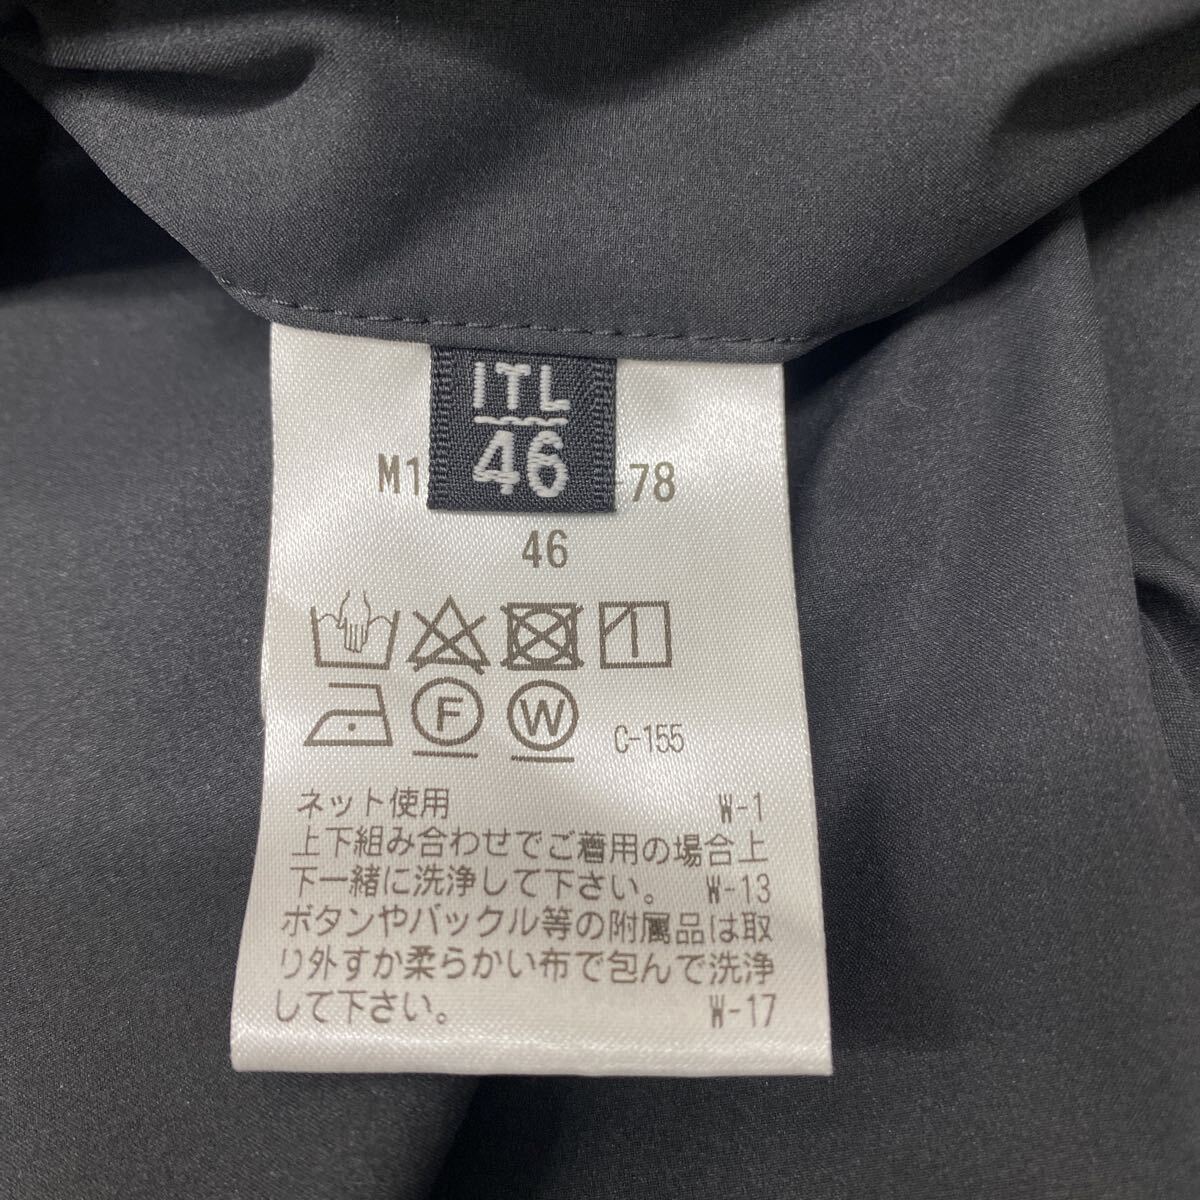 ITL
46
M1 -78
46
F W C-155
ネット使用 W-1
上下組み合わせでご着用の場合上
下一緒に洗浄して下さい。 W-13
ボタンやバックル等の附属品は取
り外すか柔らかい布で包んで洗浄
して下さい。 W-17